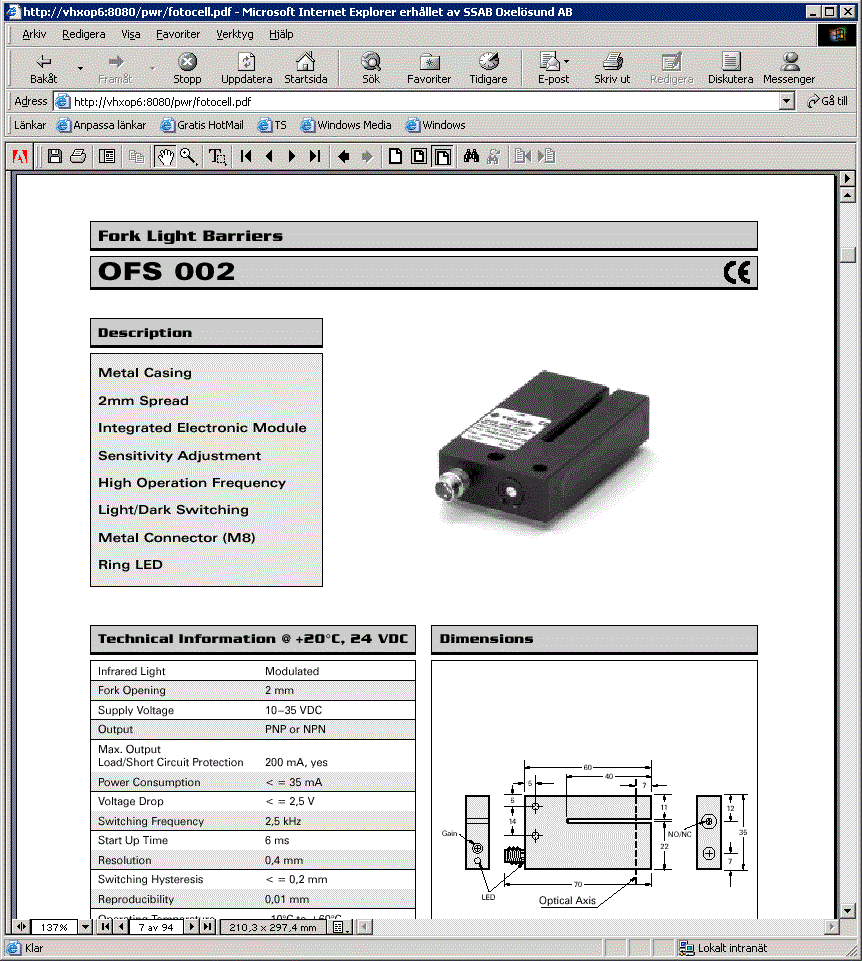 http://vhxop6:8080/pwr/fotocell.pdf - Microsoft Internet Explorer erhållet av SSAB Oxelösund AB
Arkiv Redigera Visa Favoriter Verktyg Hjälp
Bakåt Framåt Stopp Uppdatera Startsida Sök Favoriter Tidigare E-post Skriv ut Redigera Diskutera Messenger
Adress http://vhxop6:8080/pwr/fotocell.pdf Gå till
Länkar Anpassa länkar Gratis HotMail TS Windows Media Windows
Fork Light Barriers
OFS 002
CE
Description
Metal Casing
2mm Spread
Integrated Electronic Module
Sensitivity Adjustment
High Operation Frequency
Light/Dark Switching
Metal Connector (M8)
Ring LED
Technical Information @ +20°C, 24 VDC
Infrared Light Modulated
Fork Opening 2 mm
Supply Voltage 10–35 VDC
Output PNP or NPN
Max. Output
Load/Short Circuit Protection 200 mA, yes
Power Consumption < = 35 mA
Voltage Drop < = 2,5 V
Switching Frequency 2,5 kHz
Start Up Time 6 ms
Resolution 0,4 mm
Switching Hysteresis < = 0,2 mm
Reproducibility 0,01 mm
Operating Temperature -10°C to +60°C
Dimensions
60
40
5 7
5 11 12
14 35
Gain NO/NC
22
7
70
LED
Optical Axis
137% 7 av 94 210,3 x 297,4 mm
Klar Lokalt intranät